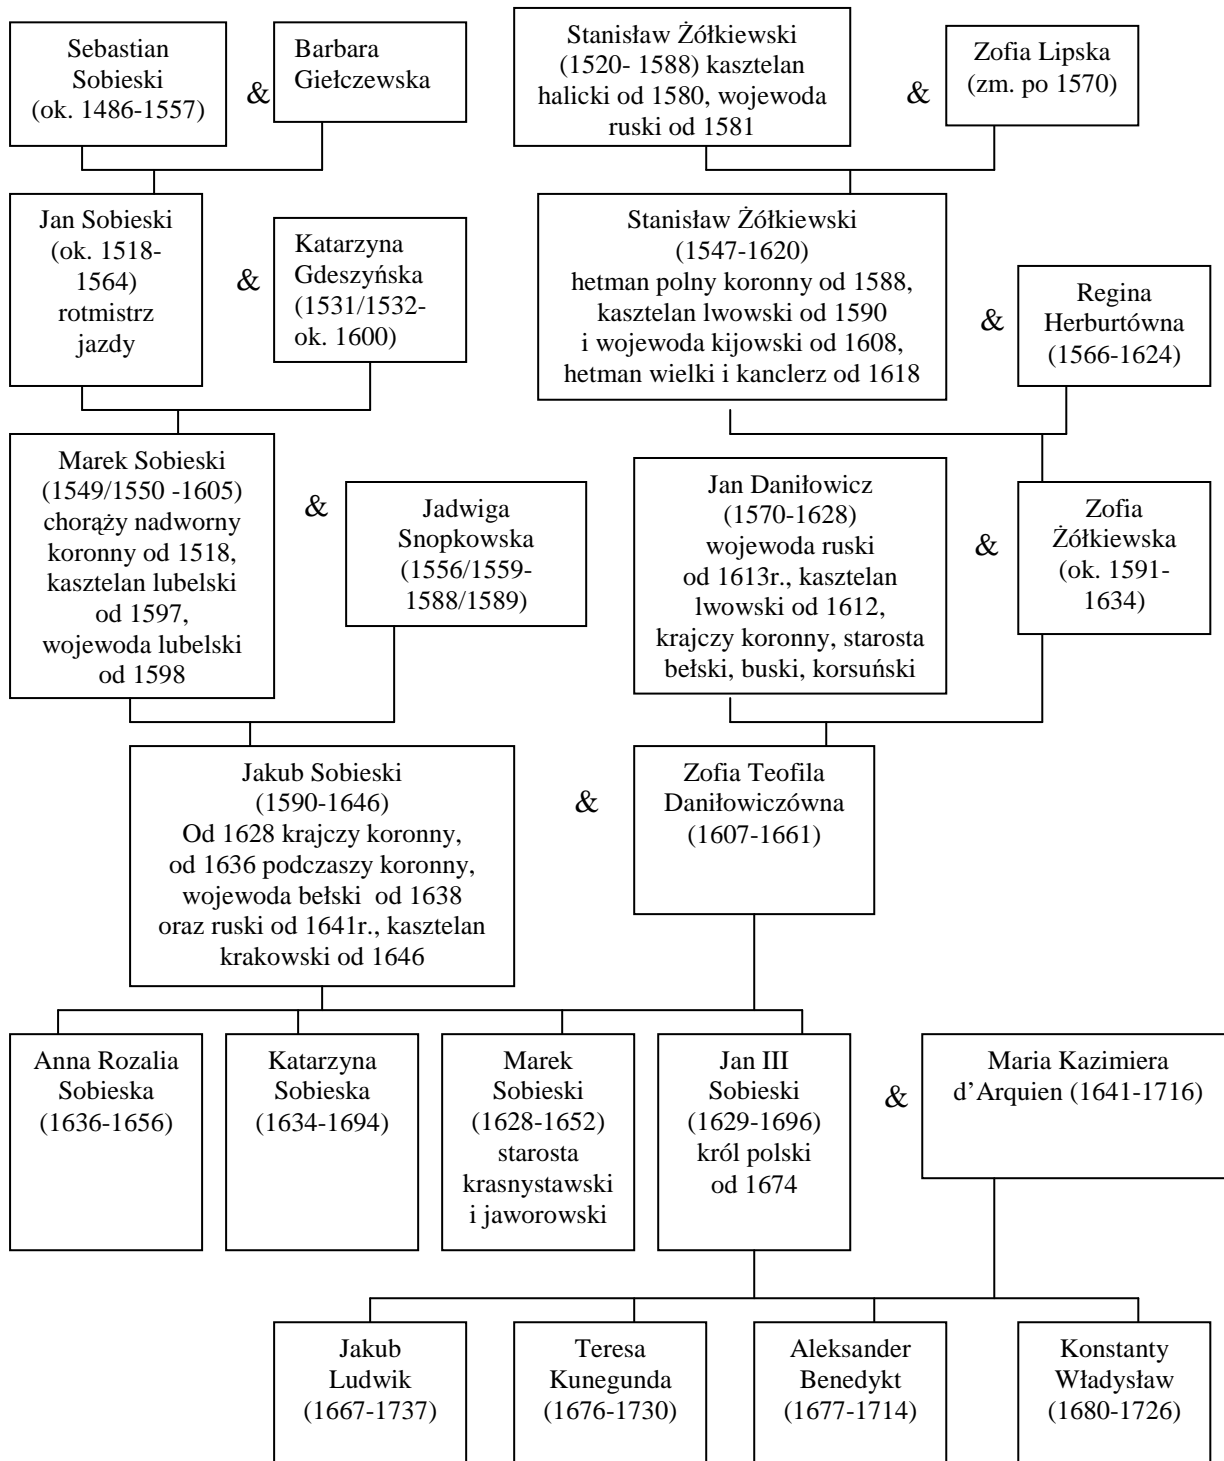 Sebastian
Sobieski
(ok. 1486-1557)
&
Barbara
Giełczewska
Stanisław Żółkiewski
(1520- 1588) kasztelan
halicki od 1580, wojewoda
ruski od 1581
&
Zofia Lipska
(zm. po 1570)
Jan Sobieski
(ok. 1518-
1564)
rotmistrz
jazdy
&
Katarzyna
Gdeszyńska
(1531/1532-
ok. 1600)
Stanisław Żółkiewski
(1547-1620)
hetman polny koronny od 1588,
kasztelan lwowski od 1590
i wojewoda kijowski od 1608,
hetman wielki i kanclerz od 1618
&
Regina
Herburtówna
(1566-1624)
Marek Sobieski
(1549/1550 -1605)
chorąży nadworny
koronny od 1518,
kasztelan lubelski
od 1597,
wojewoda lubelski
od 1598
&
Jadwiga
Snopkowska
(1556/1559-
1588/1589)
Jan Daniłowicz
(1570-1628)
wojewoda ruski
od 1613r., kasztelan
lwowski od 1612,
krajczy koronny, starosta
bełski, buski, korsuński
&
Zofia
Żółkiewska
(ok. 1591-
1634)
Jakub Sobieski
(1590-1646)
Od 1628 krajczy koronny,
od 1636 podczaszy koronny,
wojewoda bełski od 1638
oraz ruski od 1641r., kasztelan
krakowski od 1646
&
Zofia Teofila
Daniłowiczówna
(1607-1661)
Anna Rozalia
Sobieska
(1636-1656)
Katarzyna
Sobieska
(1634-1694)
Marek
Sobieski
(1628-1652)
starosta
krasnystawski
i jaworowski
Jan III
Sobieski
(1629-1696)
król polski
od 1674
&
Maria Kazimiera
d’Arquien (1641-1716)
Jakub
Ludwik
(1667-1737)
Teresa
Kunegunda
(1676-1730)
Aleksander
Benedykt
(1677-1714)
Konstanty
Władysław
(1680-1726)